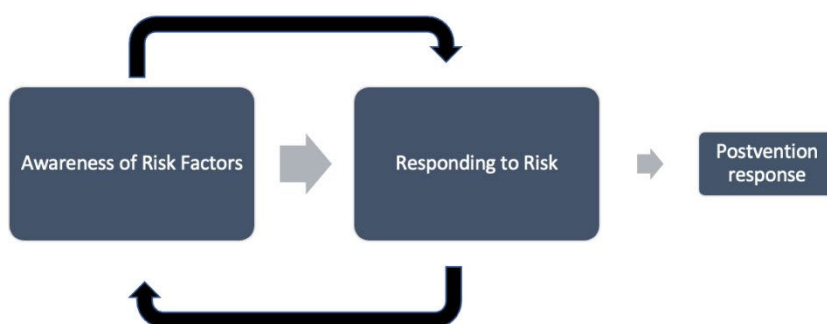 Awareness of Risk Factors
Responding to Risk
Postvention
response